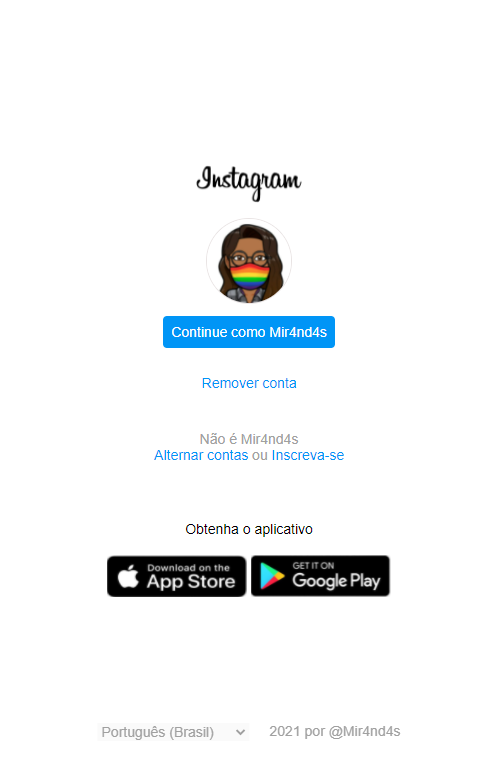 Instagram
Continue como Mir4nd4s
Remover conta
Não é Mir4nd4s
Alternar contas ou Inscreva-se
Obtenha o aplicativo
Download on the
App Store
GET IT ON
Google Play
Português (Brasil)
2021 por @Mir4nd4s